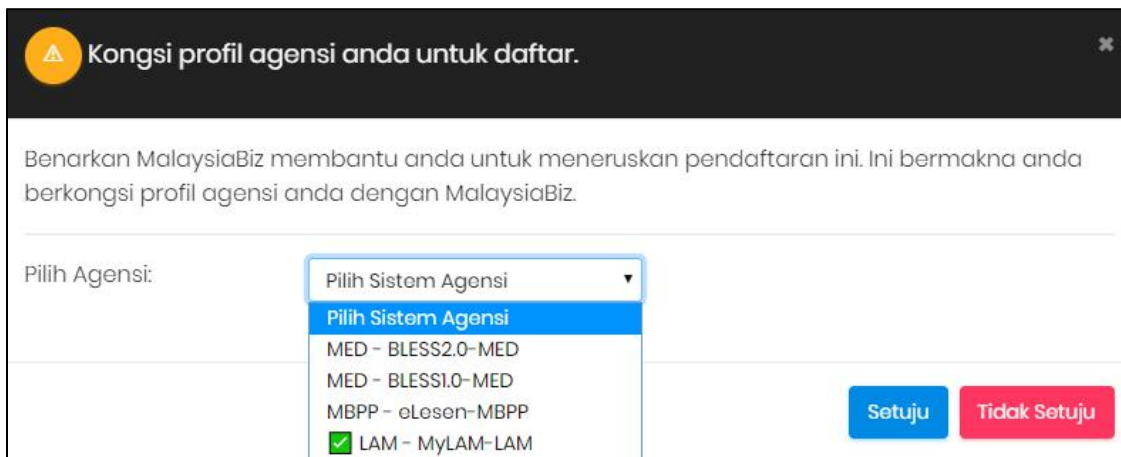 Kongsi profil agensi anda untuk daftar.
Benarkan MalaysiaBiz membantu anda untuk meneruskan pendaftaran ini. Ini bermakna anda
berkongsi profil agensi anda dengan MalaysiaBiz.
Pilih Agensi:
Pilih Sistem Agensi
Pilih Sistem Agensi
MED - BLESS2.0-MED
MED - BLESS1.0-MED
MBPP - eLesen-MBPP
LAM - MyLAM-LAM
Setuju
Tidak Setuju